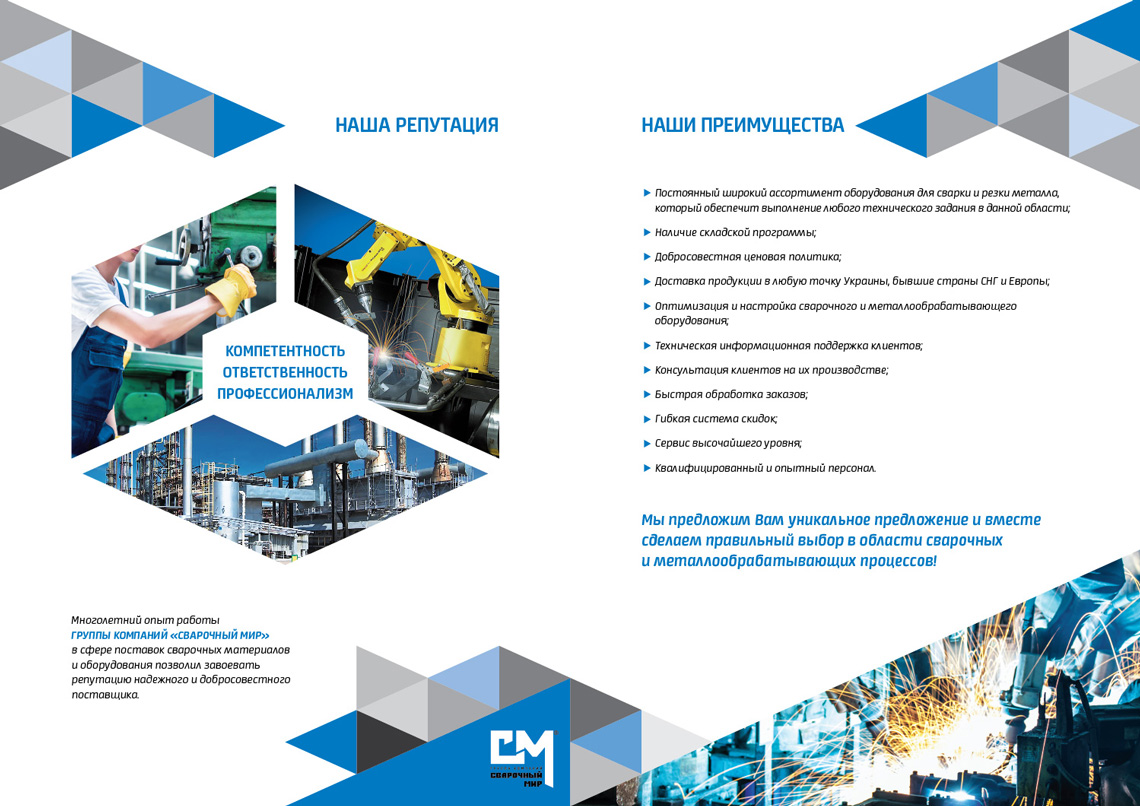 НАША РЕПУТАЦИЯ
КОМПЕТЕНТНОСТЬ
ОТВЕТСТВЕННОСТЬ
ПРОФЕССИОНАЛИЗМ
Многолетний опыт работы
ГРУППЫ КОМПАНИЙ «СВАРОЧНЫЙ МИР»
в сфере поставок сварочных материалов
и оборудования позволил завоевать
репутацию надежного и добросовестного
поставщика.
СМ
СВАРОЧНЫЙ
МИР
НАШИ ПРЕИМУЩЕСТВА
Постоянный широкий ассортимент оборудования для сварки и резки металла,
который обеспечит выполнение любого технического задания в данной области;
Наличие складской программы;
Добросовестная ценовая политика;
Доставка продукции в любую точку Украины, бывшие страны СНГ и Европы;
Оптимизация и настройка сварочного и металлообрабатывающего
оборудования;
Техническая информационная поддержка клиентов;
Консультация клиентов на их производстве;
Быстрая обработка заказов;
Гибкая система скидок;
Сервис высочайшего уровня;
Квалифицированный и опытный персонал.
Мы предложим Вам уникальное предложение и вместе
сделаем правильный выбор в области сварочных
и металлообрабатывающих процессов!